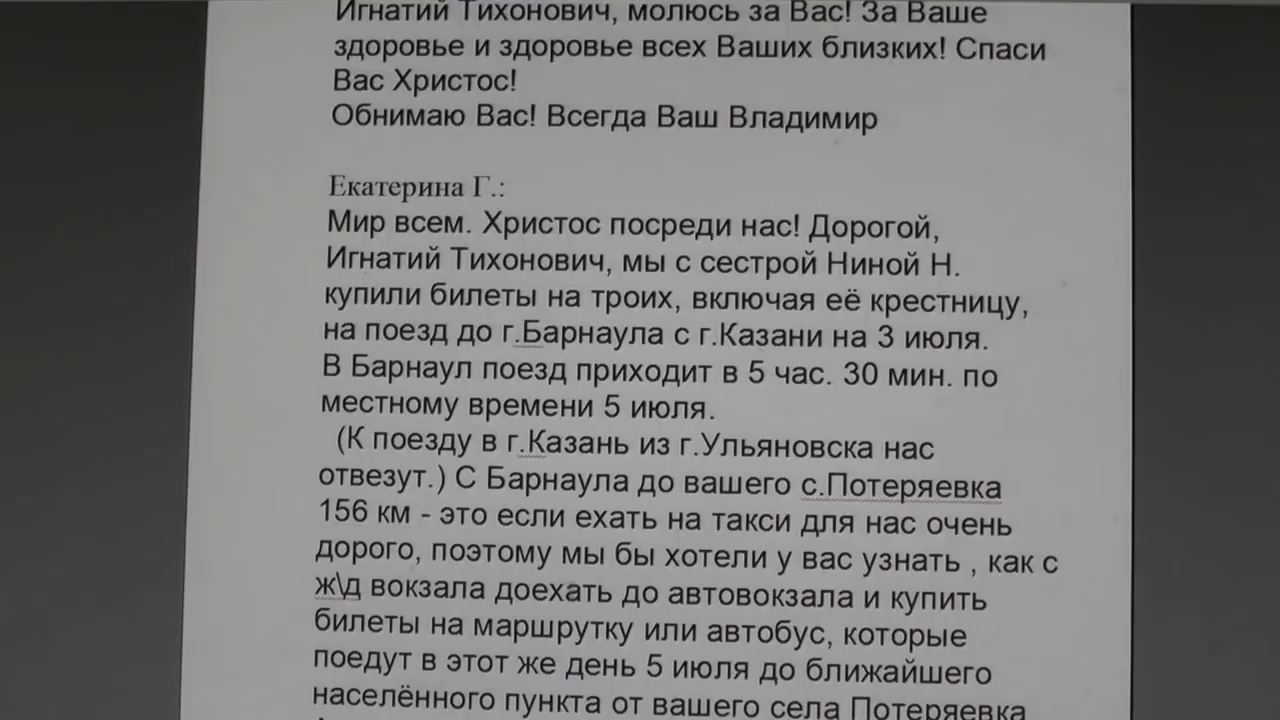 Игнатий Тихонович, молюсь за Вас! За Ваше
здоровье и здоровье всех Ваших близких! Спаси
Вас Христос!
Обнимаю Вас! Всегда Ваш Владимир
Екатерина Г.:
Мир всем. Христос посреди нас! Дорогой,
Игнатий Тихонович, мы с сестрой Ниной Н.
купили билеты на троих, включая её крестницу,
на поезд до г.Барнаула с г.Казани на 3 июля.
В Барнаул поезд приходит в 5 час. 30 мин. по
местному времени 5 июля.
(К поезду в г.Казань из г.Ульяновска нас
отвезут.) С Барнаула до вашего с.Потеряевка
156 км - это если ехать на такси для нас очень
дорого, поэтому мы бы хотели у вас узнать , как с
ж\д вокзала доехать до автовокзала и купить
билеты на маршрутку или автобус, которые
поедут в этот же день 5 июля до ближайшего
населённого пункта от вашего села Потеряевка